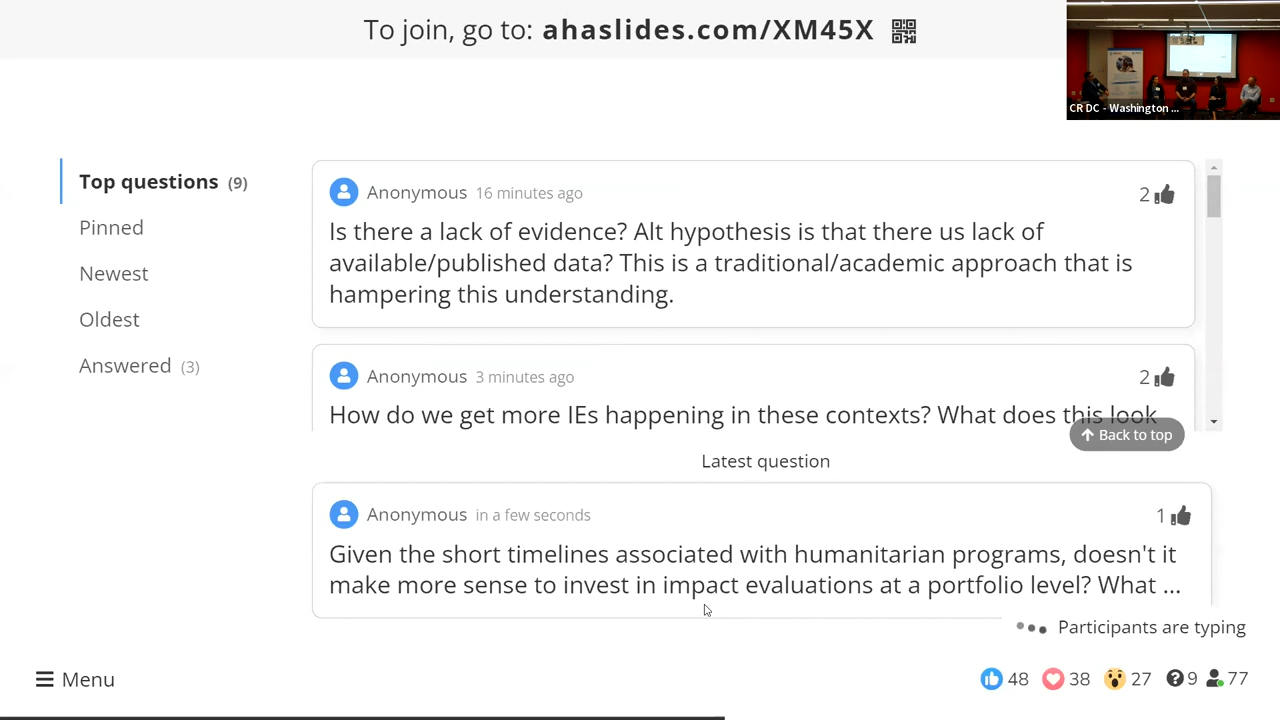 To join, go to: ahaslides.com/XM45X
CR DC - Washington ...
Top questions (9)
Pinned
Newest
Oldest
Answered (3)
Anonymous 16 minutes ago
2
Is there a lack of evidence? Alt hypothesis is that there us lack of
available/published data? This is a traditional/academic approach that is
hampering this understanding.
Anonymous 3 minutes ago
2
How do we get more IEs happening in these contexts? What does this look
Back to top
Latest question
Anonymous in a few seconds
1
Given the short timelines associated with humanitarian programs, doesn't it
make more sense to invest in impact evaluations at a portfolio level? What ...
Participants are typing
Menu
48 38 27 9 77